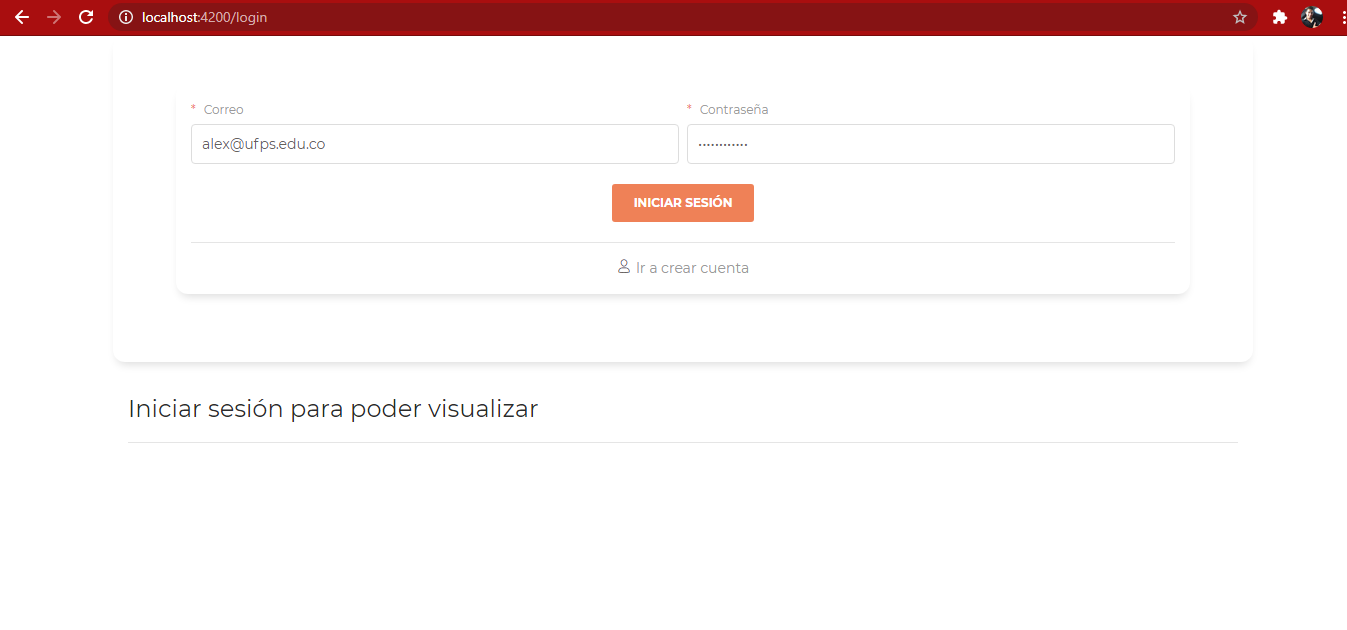 localhost:4200/login
* Correo
* Contraseña
alex@ufps.edu.co
············
INICIAR SESIÓN
Ir a crear cuenta
Iniciar sesión para poder visualizar